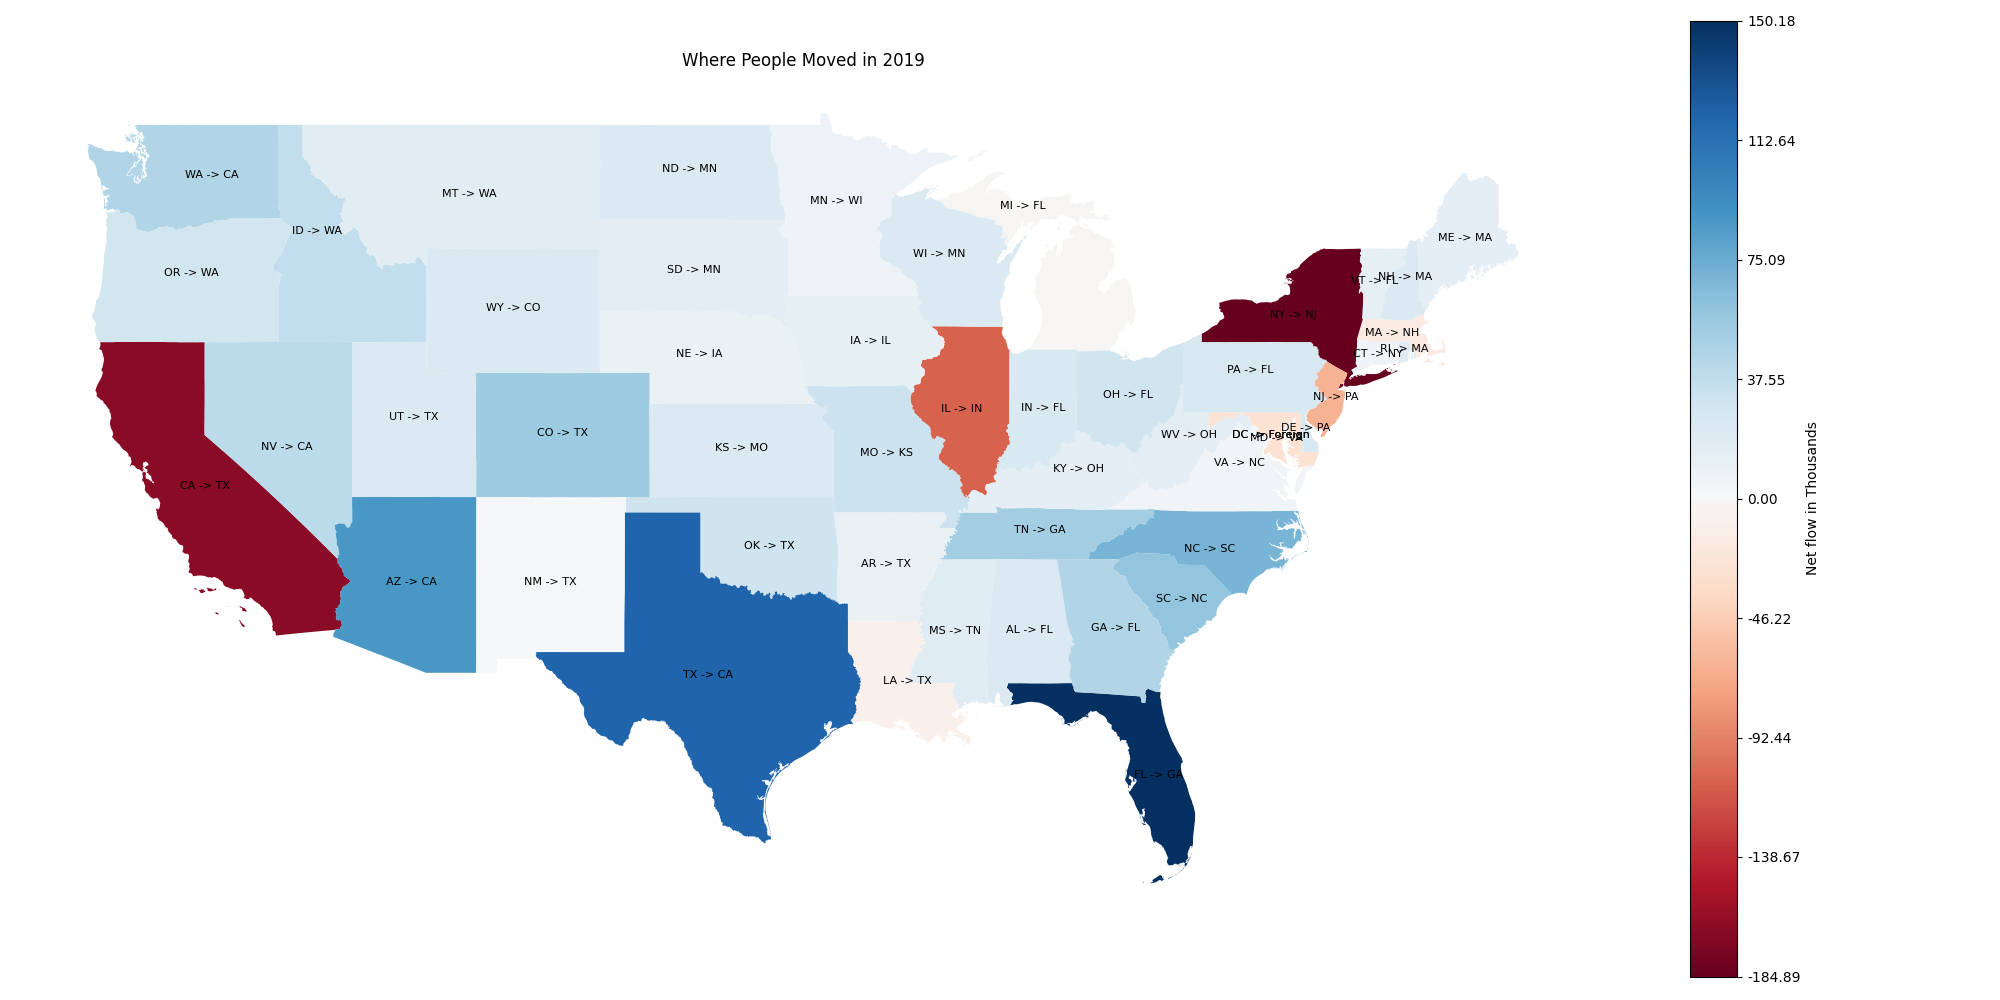 Where People Moved in 2019
WA -> CA
MT -> WA
ND -> MN
MN -> WI
MI -> FL
ID -> WA
OR -> WA
WY -> CO
SD -> MN
WI -> MN
ME -> MA
VT -> FL
NH -> MA
NY -> NJ
MA -> NH
RI -> MA
CT -> NY
NE -> IA
IA -> IL
PA -> FL
NJ -> PA
OH -> FL
IN -> FL
IL -> IN
UT -> TX
CO -> TX
NV -> CA
KS -> MO
MO -> KS
DE -> PA
WV -> OH
DC -> Foreign
MD -> VA
VA -> NC
KY -> OH
CA -> TX
AZ -> CA
NM -> TX
OK -> TX
AR -> TX
TN -> GA
NC -> SC
SC -> NC
MS -> TN
AL -> FL
GA -> FL
TX -> CA
LA -> TX
FL -> GA
150.18
112.64
75.09
37.55
0.00
-46.22
-92.44
-138.67
-184.89
Net flow in Thousands